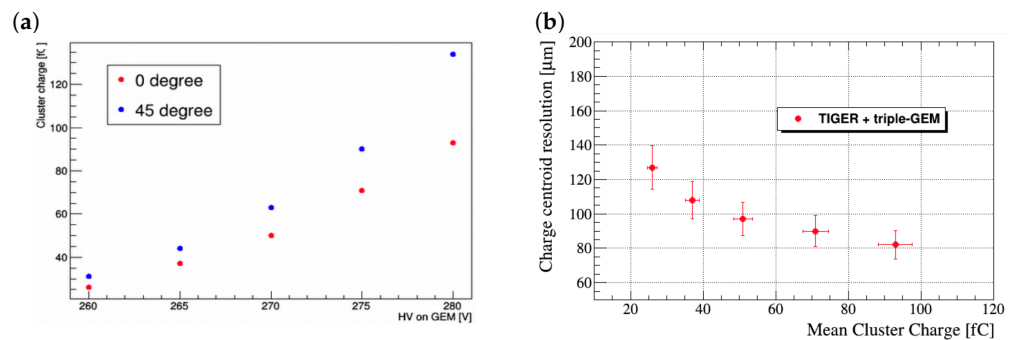 (a)
Cluster charge [fC]
0 degree
45 degree
120
100
80
60
40
260 265 270 275 280
HV on GEM [V]
(b)
Charge centroid resolution [μm]
TIGER + triple-GEM
200
180
160
140
120
100
80
60
20 40 60 80 100 120
Mean Cluster Charge [fC]